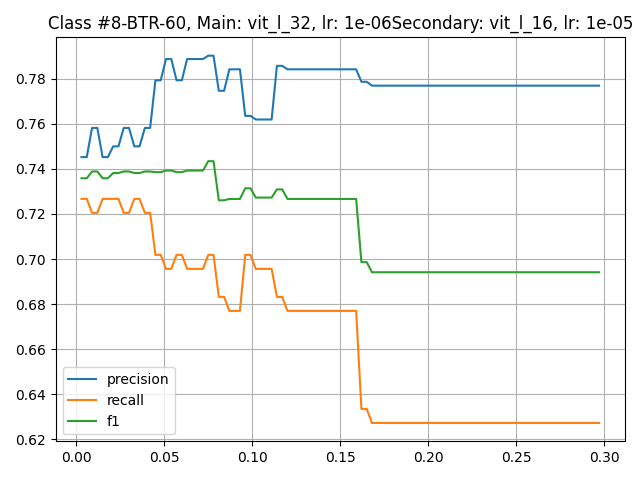 Class #8-BTR-60, Main: vit_l_32, lr: 1e-06Secondary: vit_l_16, lr: 1e-05
0.78
0.76
0.74
0.72
0.70
0.68
0.66
0.64
0.62
precision
recall
f1
0.00 0.05 0.10 0.15 0.20 0.25 0.30